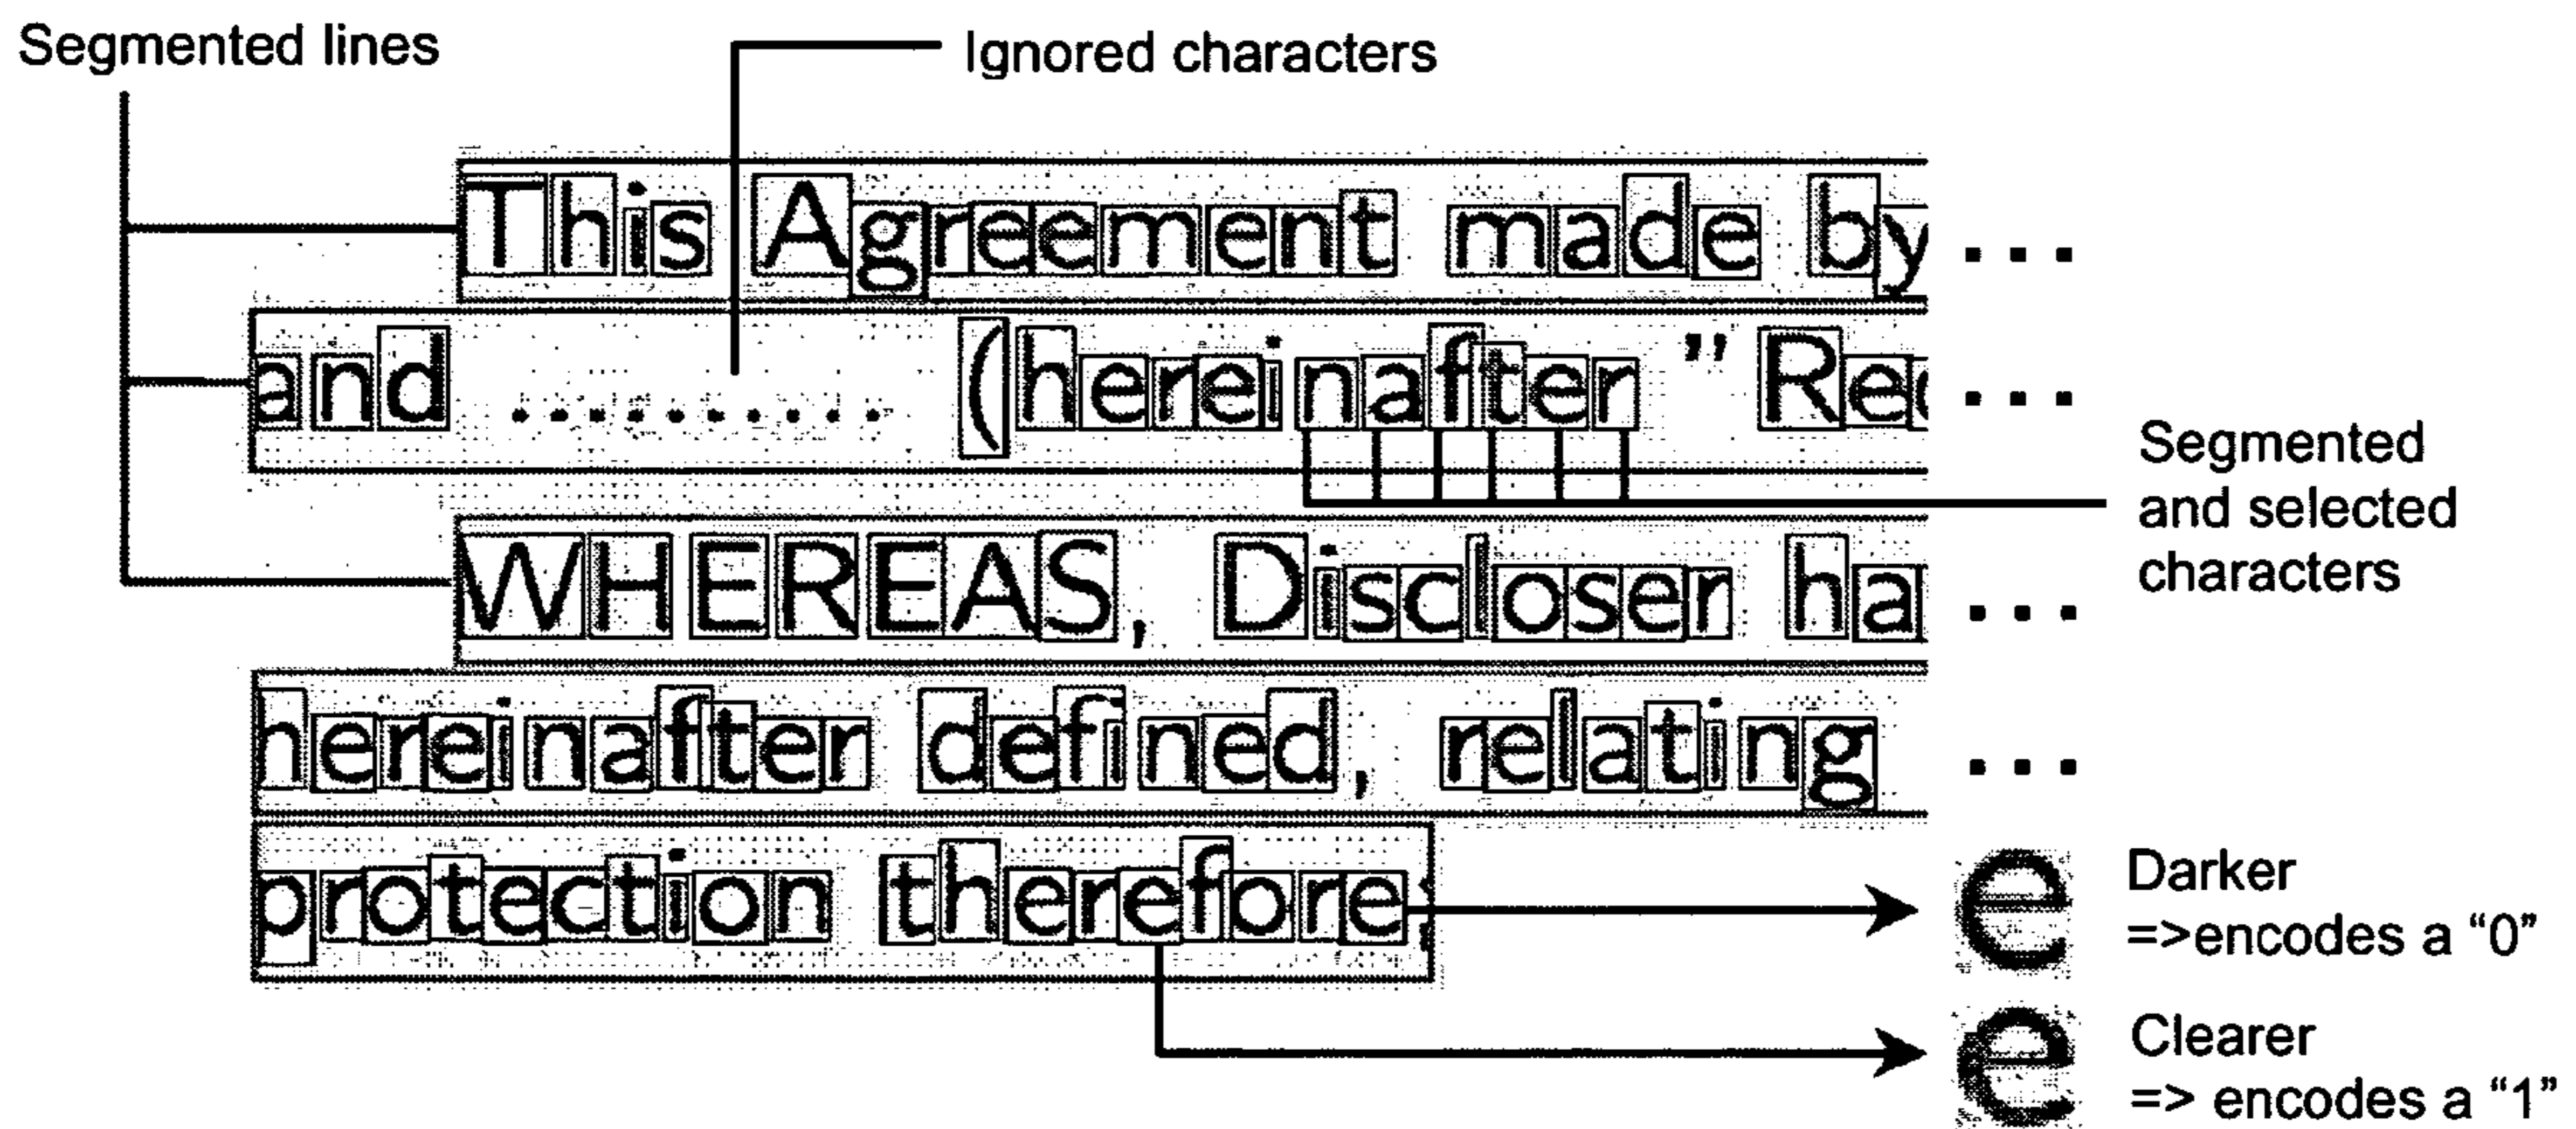 Segmented lines
Ignored characters
This Agreement made by ...
and .......... (hereinafter ” Rec ...
Segmented
and selected
characters
WHEREAS, Discloser ha ...
hereinafter defined, relating ...
protection therefore;
Darker
=>encodes a “0”
e
Clearer
=> encodes a “1”
e